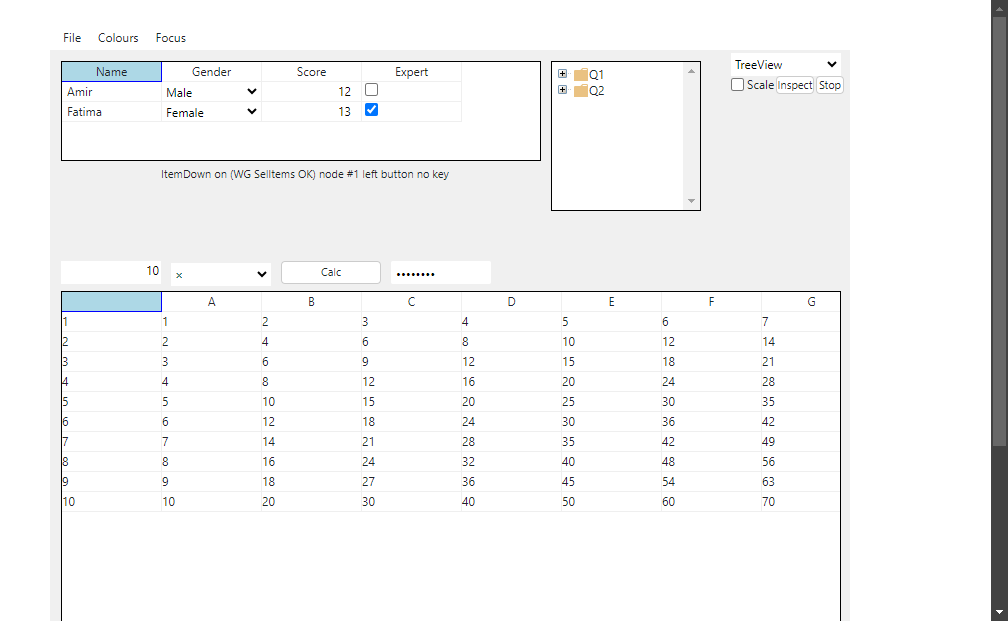 File Colours Focus
Name Gender Score Expert
Amir Male 12
Fatima Female 13
Q1
Q2
TreeView
Scale Inspect Stop
ItemDown on (WG SelItems OK) node #1 left button no key
10 × Calc ••••••••
A B C D E F G
1 1 2 3 4 5 6 7
2 2 4 6 8 10 12 14
3 3 6 9 12 15 18 21
4 4 8 12 16 20 24 28
5 5 10 15 20 25 30 35
6 6 12 18 24 30 36 42
7 7 14 21 28 35 42 49
8 8 16 24 32 40 48 56
9 9 18 27 36 45 54 63
10 10 20 30 40 50 60 70